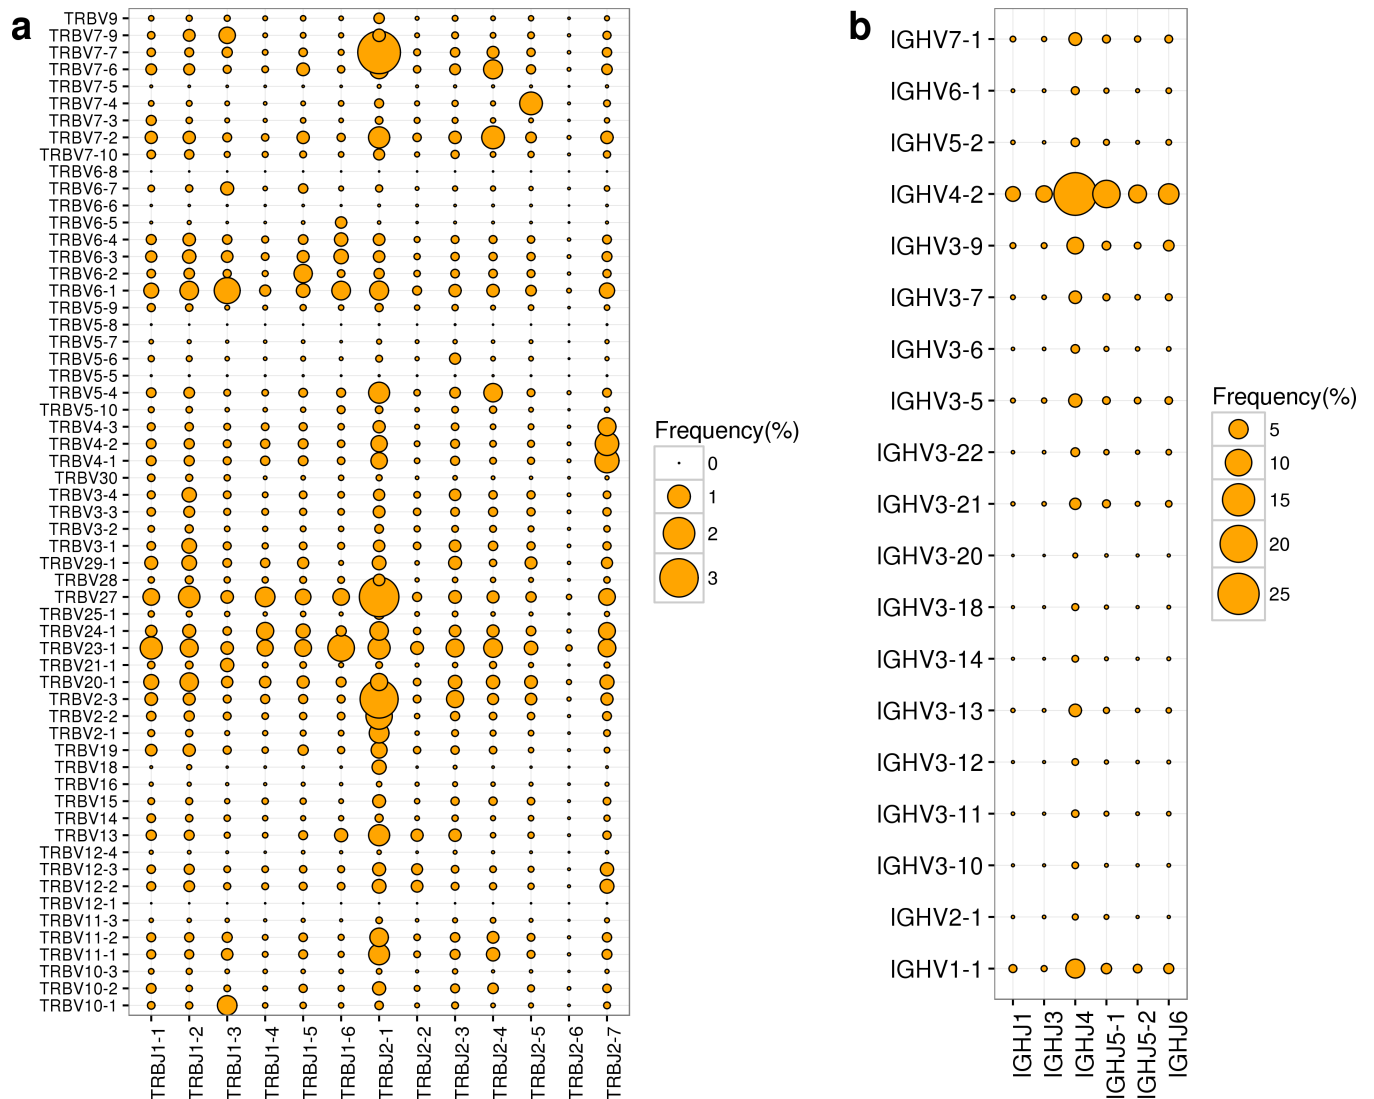 a
TRBV9
TRBV7-9
TRBV7-7
TRBV7-6
TRBV7-5
TRBV7-4
TRBV7-3
TRBV7-2
TRBV7-10
TRBV6-8
TRBV6-7
TRBV6-6
TRBV6-5
TRBV6-4
TRBV6-3
TRBV6-2
TRBV6-1
TRBV5-9
TRBV5-8
TRBV5-7
TRBV5-6
TRBV5-5
TRBV5-4
TRBV5-10
TRBV4-3
TRBV4-2
TRBV4-1
TRBV30
TRBV3-4
TRBV3-3
TRBV3-2
TRBV3-1
TRBV29-1
TRBV28
TRBV27
TRBV25-1
TRBV24-1
TRBV23-1
TRBV21-1
TRBV20-1
TRBV2-3
TRBV2-2
TRBV2-1
TRBV19
TRBV18
TRBV16
TRBV15
TRBV14
TRBV13
TRBV12-4
TRBV12-3
TRBV12-2
TRBV12-1
TRBV11-3
TRBV11-2
TRBV11-1
TRBV10-3
TRBV10-2
TRBV10-1
TRBJ1-1
TRBJ1-2
TRBJ1-3
TRBJ1-4
TRBJ1-5
TRBJ1-6
TRBJ2-1
TRBJ2-2
TRBJ2-3
TRBJ2-4
TRBJ2-5
TRBJ2-6
TRBJ2-7
Frequency(%)
0
1
2
3
b
IGHV7-1
IGHV6-1
IGHV5-2
IGHV4-2
IGHV3-9
IGHV3-7
IGHV3-6
IGHV3-5
IGHV3-22
IGHV3-21
IGHV3-20
IGHV3-18
IGHV3-14
IGHV3-13
IGHV3-12
IGHV3-11
IGHV3-10
IGHV2-1
IGHV1-1
IGHJ1
IGHJ3
IGHJ4
IGHJ5-1
IGHJ5-2
IGHJ6
Frequency(%)
5
10
15
20
25